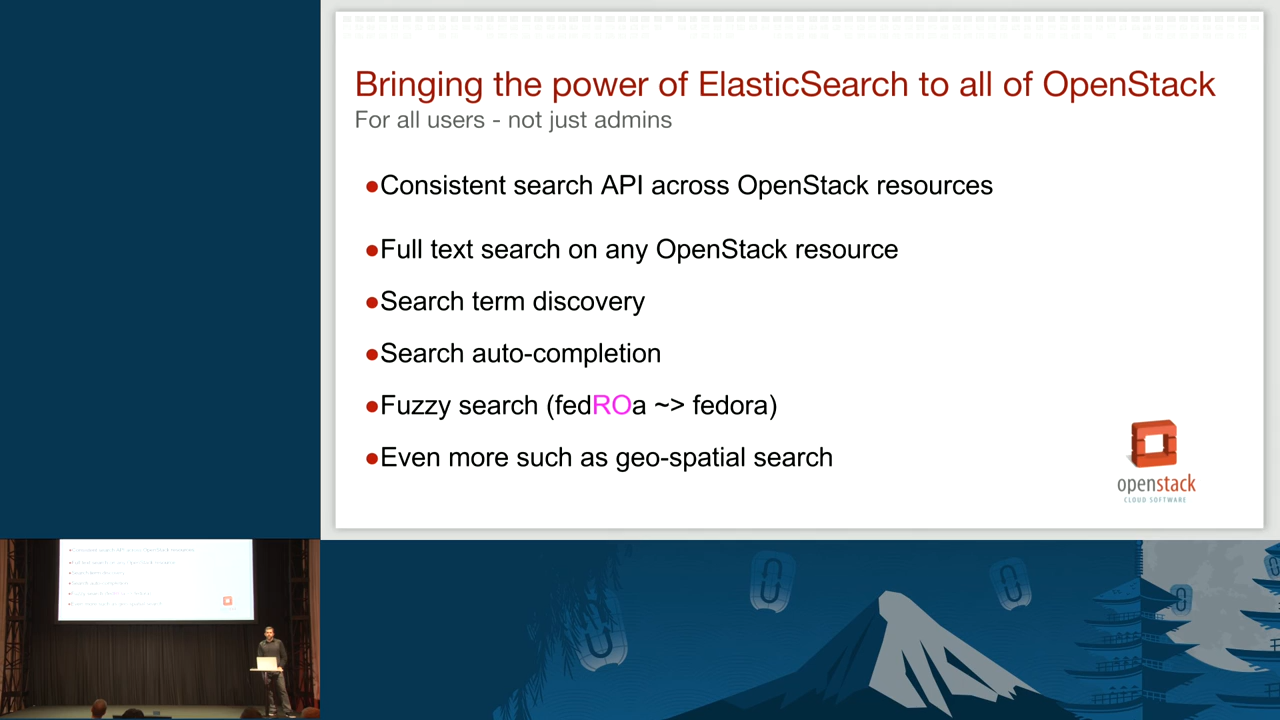 Bringing the power of ElasticSearch to all of OpenStack
For all users - not just admins
●Consistent search API across OpenStack resources
●Full text search on any OpenStack resource
●Search term discovery
●Search auto-completion
●Fuzzy search (fedROa ~> fedora)
●Even more such as geo-spatial search
openstack
CLOUD SOFTWARE